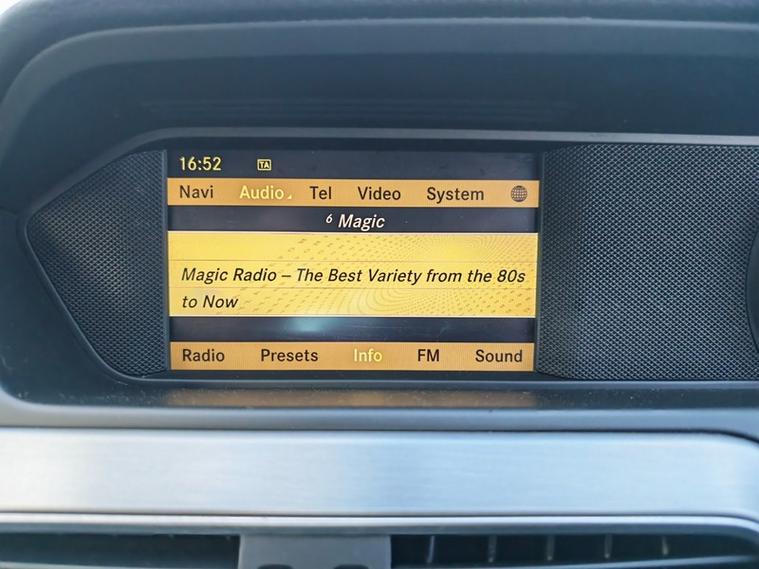 16:52 TA
Navi Audio Tel Video System
6 Magic
Magic Radio – The Best Variety from the 80s
to Now
Radio Presets Info FM Sound